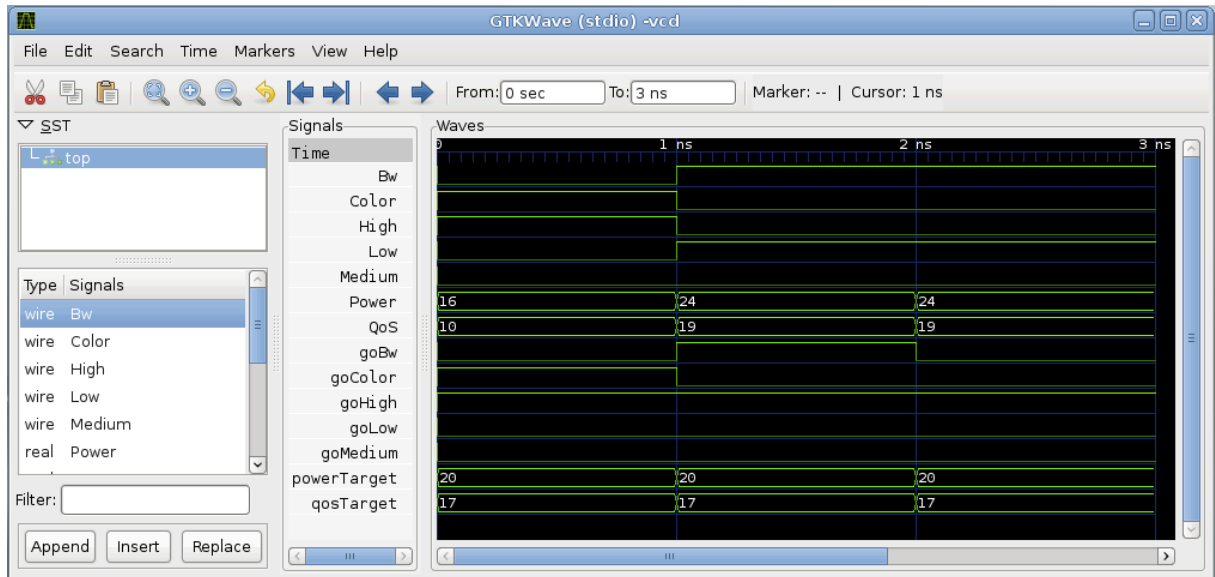 GTKWave (stdio) -vcd
File Edit Search Time Markers View Help
From: 0 sec To: 3 ns Marker: -- | Cursor: 1 ns
SST
top
Type Signals
wire Bw
wire Color
wire High
wire Low
wire Medium
real Power
Filter:
Append Insert Replace
Signals
Time
Bw
Color
High
Low
Medium
Power
QoS
goBw
goColor
goHigh
goLow
goMedium
powerTarget
qosTarget
Waves
0 1 ns 2 ns 3 ns
16 24 24
10 19 19
20 20 20
17 17 17